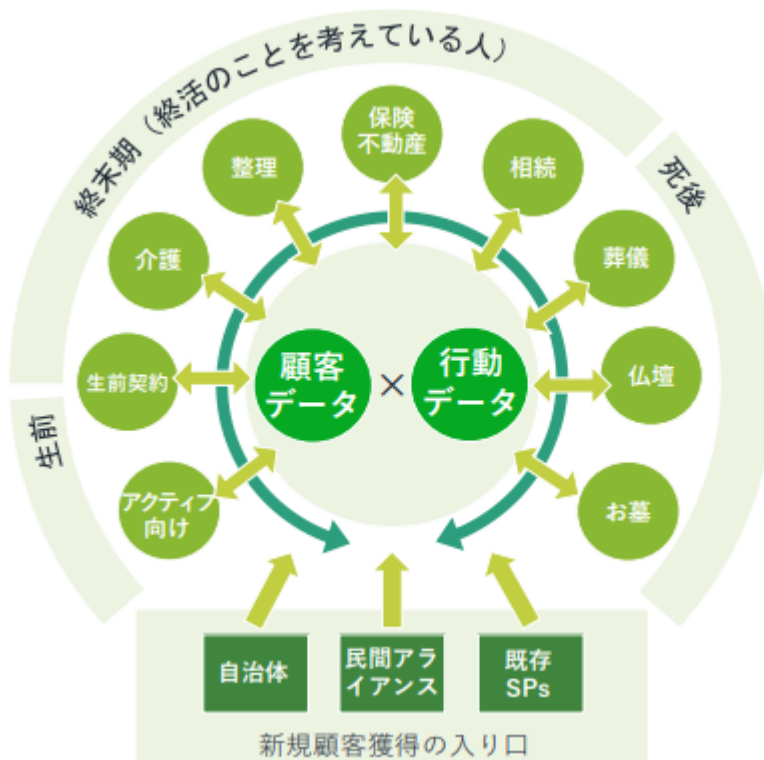 終末期（終活のことを考えている人）
死後
生前
保険
不動産
整理
相続
介護
葬儀
生前契約
仏壇
アクティブ
向け
お墓
顧客
データ
×
行動
データ
自治体
民間アラ
イアンス
既存
SPs
新規顧客獲得の入り口